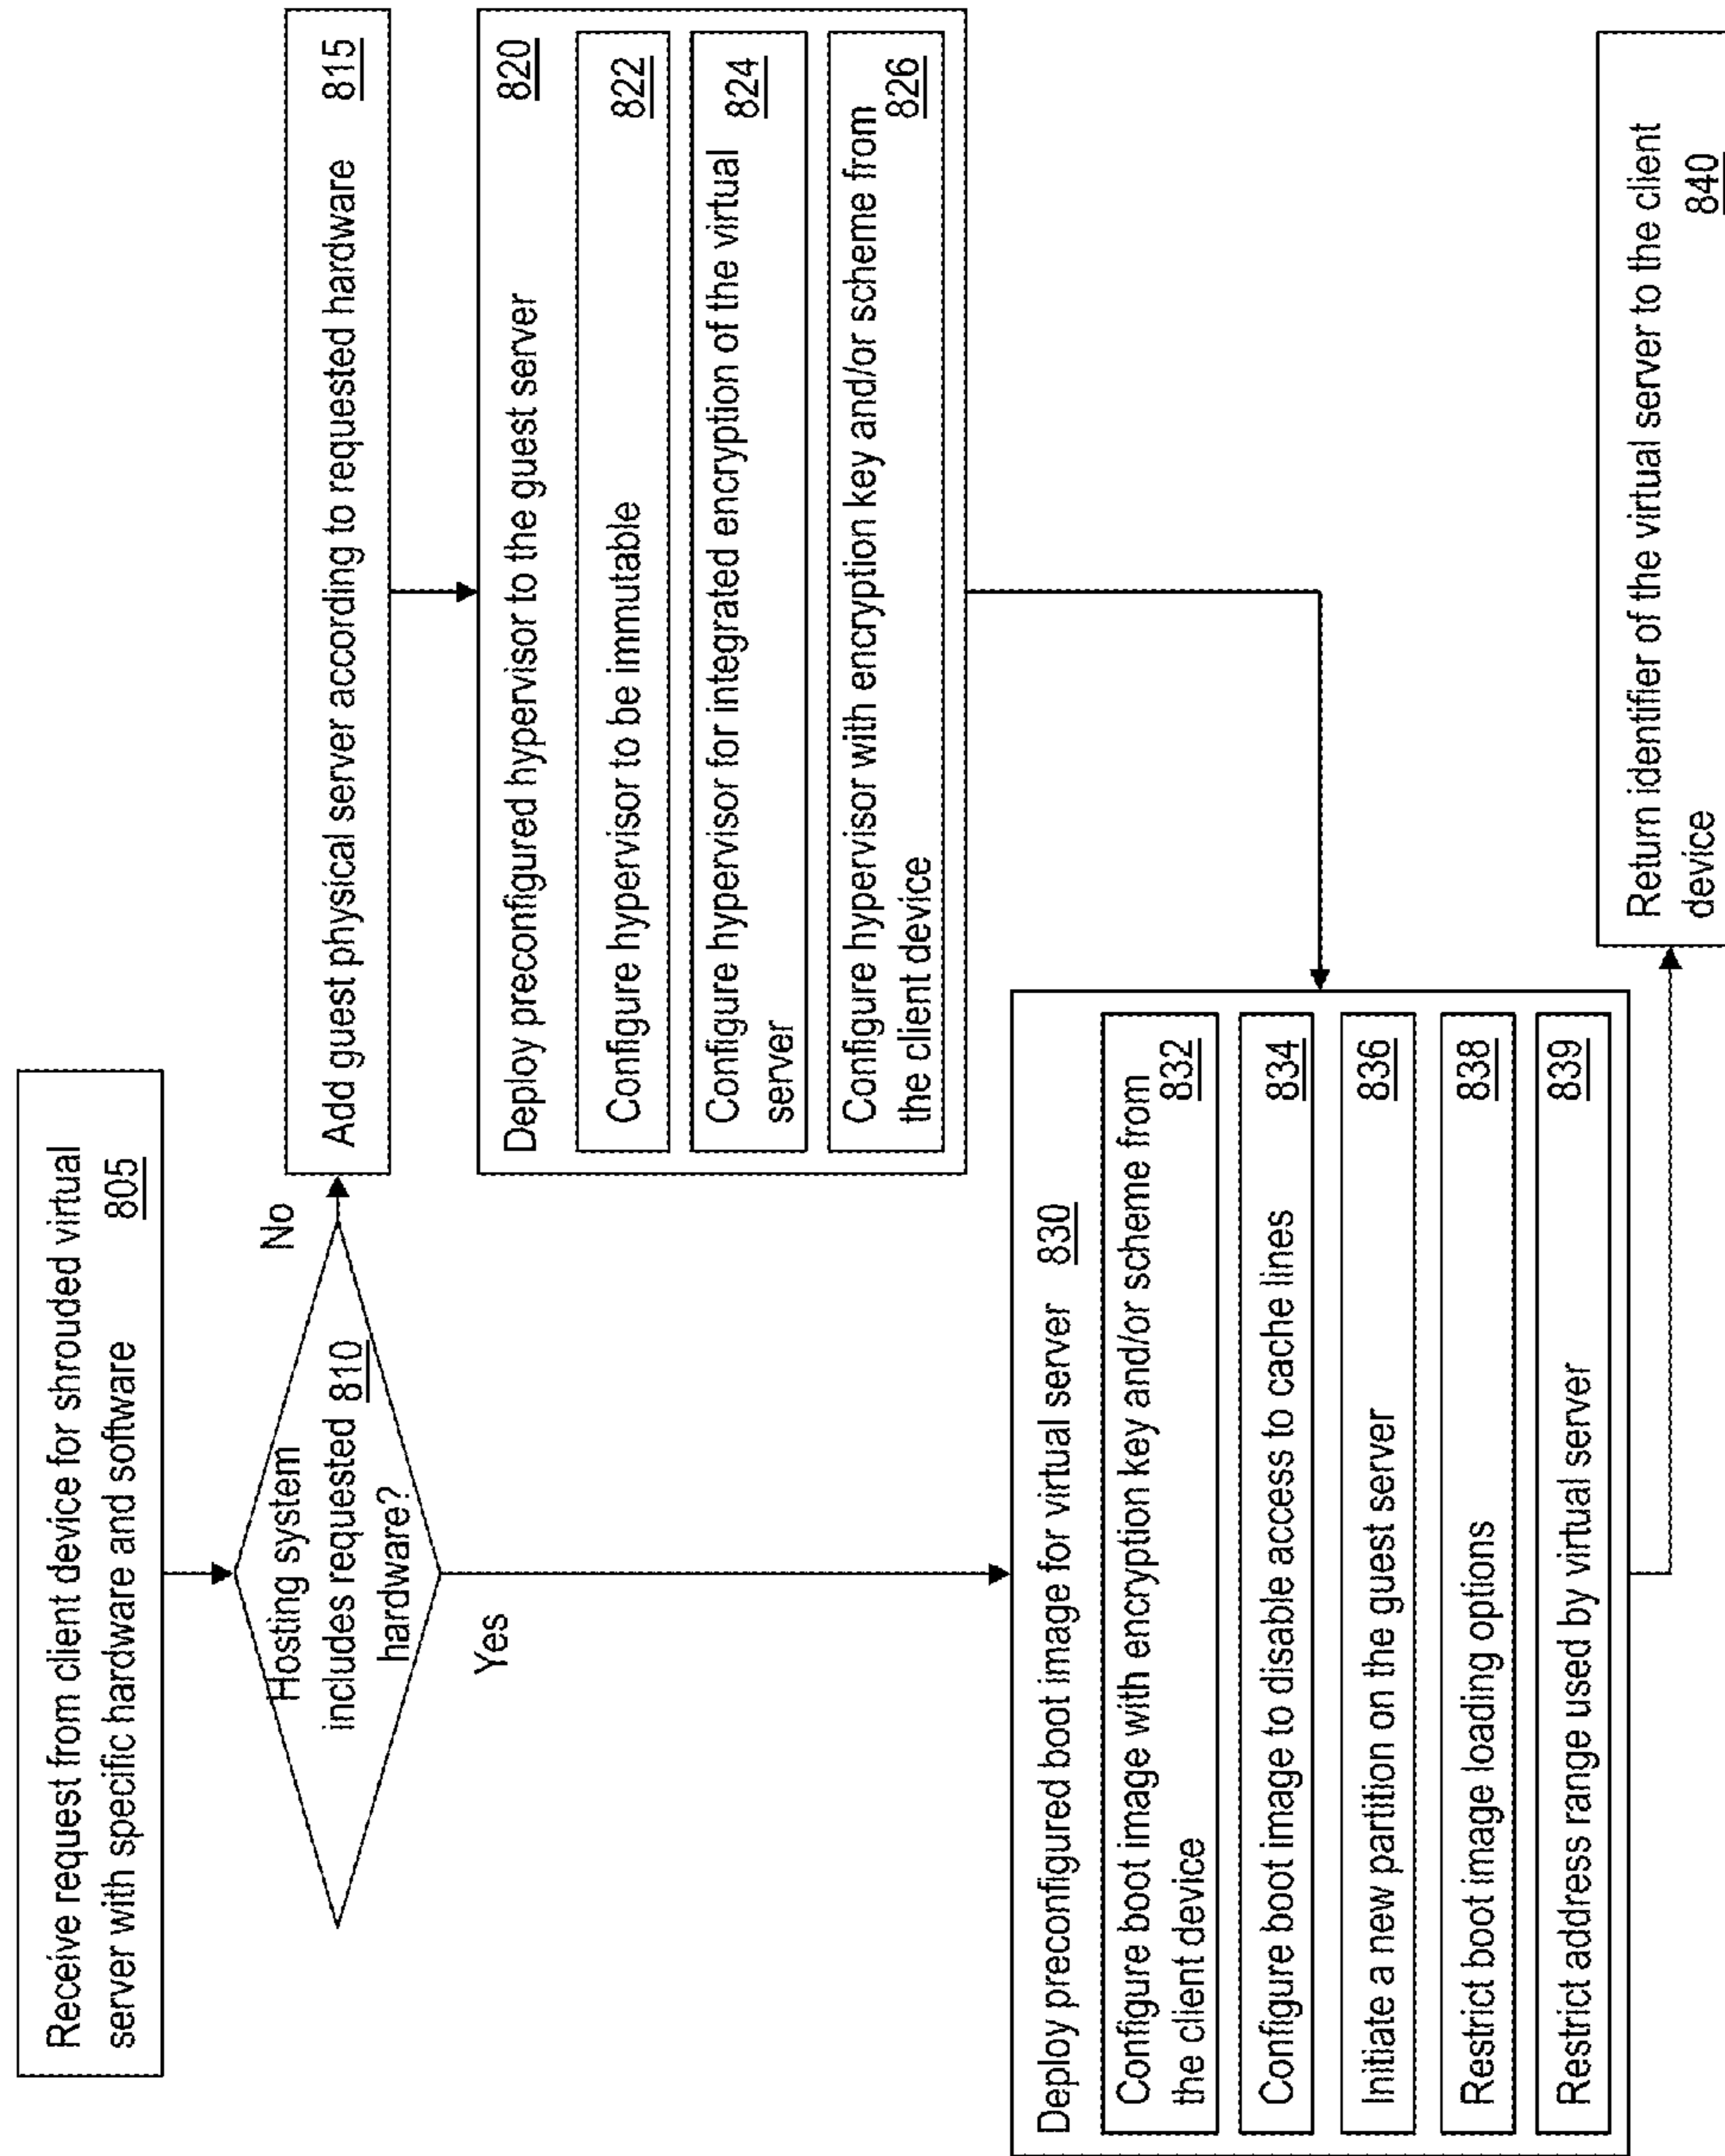 Receive request from client device for shrouded virtual
server with specific hardware and software 805
Hosting system
includes requested 810
hardware?
No
Yes
Add guest physical server according to requested hardware 815
Deploy preconfigured hypervisor to the guest server 820
Configure hypervisor to be immutable 822
Configure hypervisor for integrated encryption of the virtual
server 824
Configure hypervisor with encryption key and/or scheme from
the client device 826
Deploy preconfigured boot image for virtual server 830
Configure boot image with encryption key and/or scheme from
the client device 832
Configure boot image to disable access to cache lines 834
Initiate a new partition on the guest server 836
Restrict boot image loading options 838
Restrict address range used by virtual server 839
Return identifier of the virtual server to the client
device 840